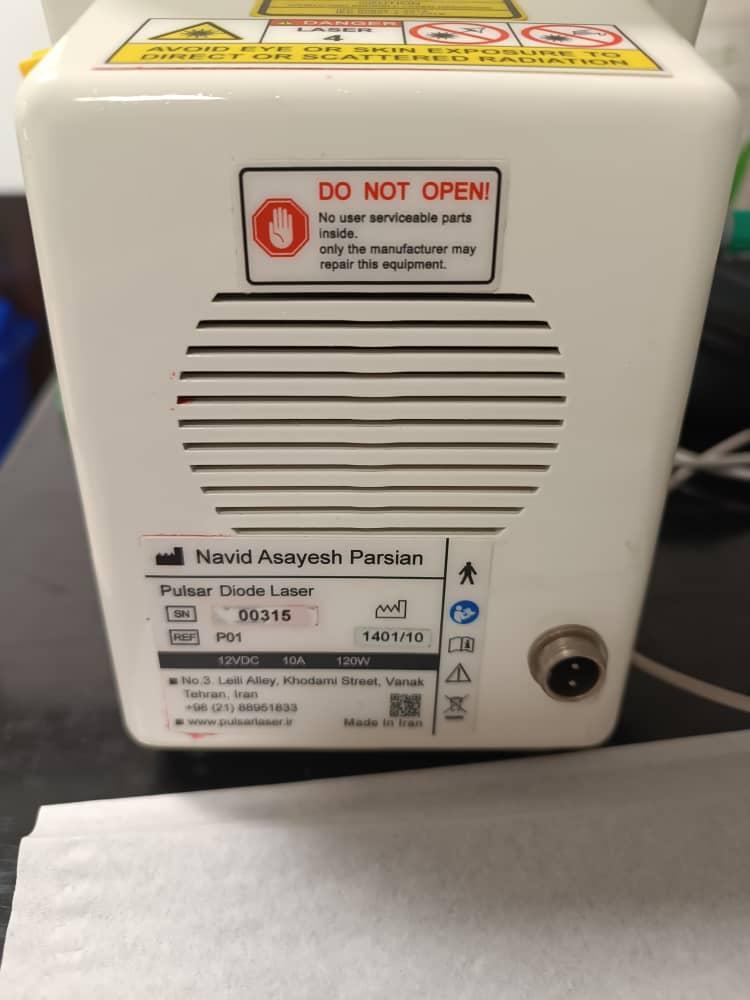 CAUTION
DANGER
LASER
4
AVOID EYE OR SKIN EXPOSURE TO
DIRECT OR SCATTERED RADIATION
DO NOT OPEN!
No user serviceable parts
inside.
only the manufacturer may
repair this equipment.
Navid Asayesh Parsian
Pulsar Diode Laser
SN 00315
REF P01 1401/10
12VDC 10A 120W
No.3. Leili Alley, Khodami Street, Vanak
Tehran, Iran
+98 (21) 88951833
www.pulsarlaser.ir Made In Iran